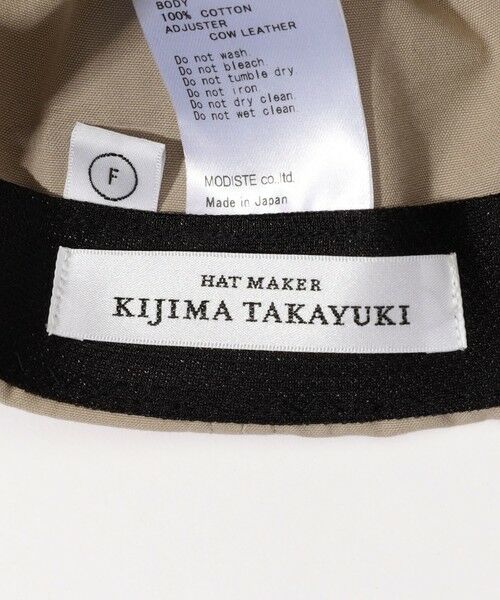 BODY
100% COTTON
ADJUSTER
COW LEATHER
Do not wash.
Do not bleach.
Do not tumble dry.
Do not iron.
Do not dry clean.
Do not wet clean.
MODISTE co.,ltd.
Made in Japan
F
HAT MAKER
KIJIMA TAKAYUKI